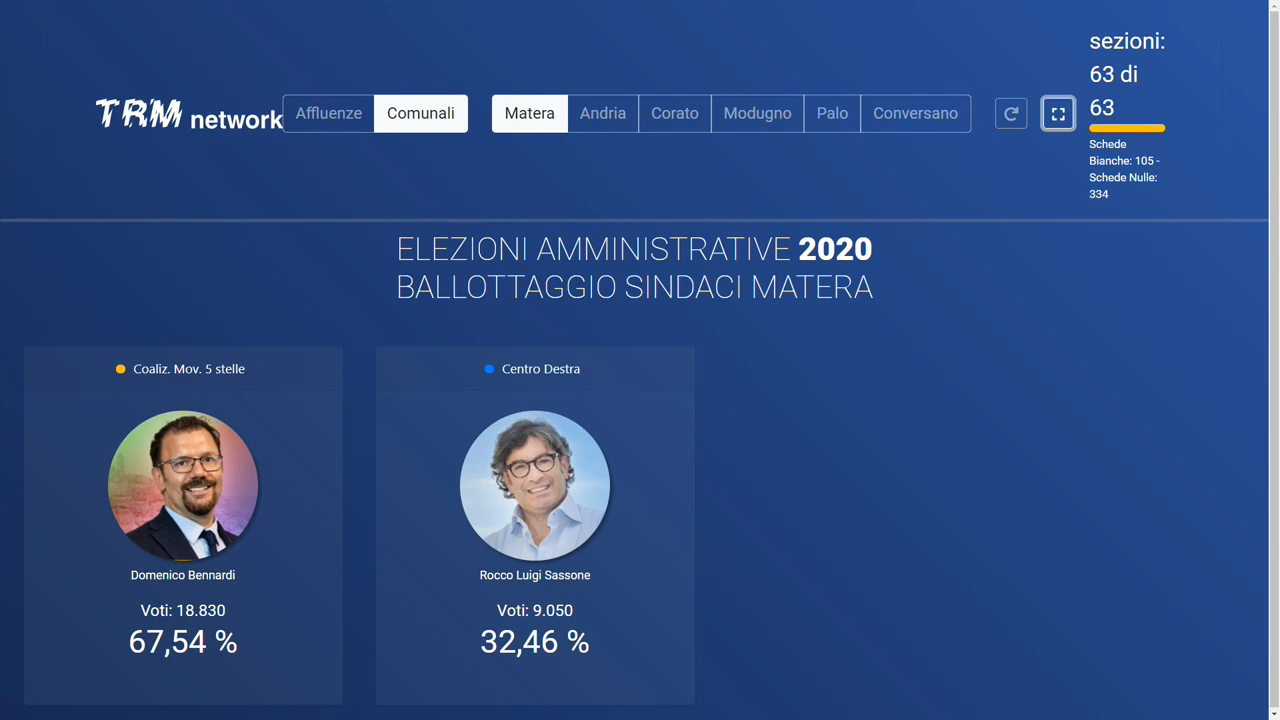 TRM network
Affluenze
Comunali
Matera
Andria
Corato
Modugno
Palo
Conversano
sezioni:
63 di
63
Schede
Bianche: 105 -
Schede Nulle:
334
ELEZIONI AMMINISTRATIVE 2020
BALLOTTAGGIO SINDACI MATERA
Coaliz. Mov. 5 stelle
Domenico Bennardi
Voti: 18.830
67,54 %
Centro Destra
Rocco Luigi Sassone
Voti: 9.050
32,46 %